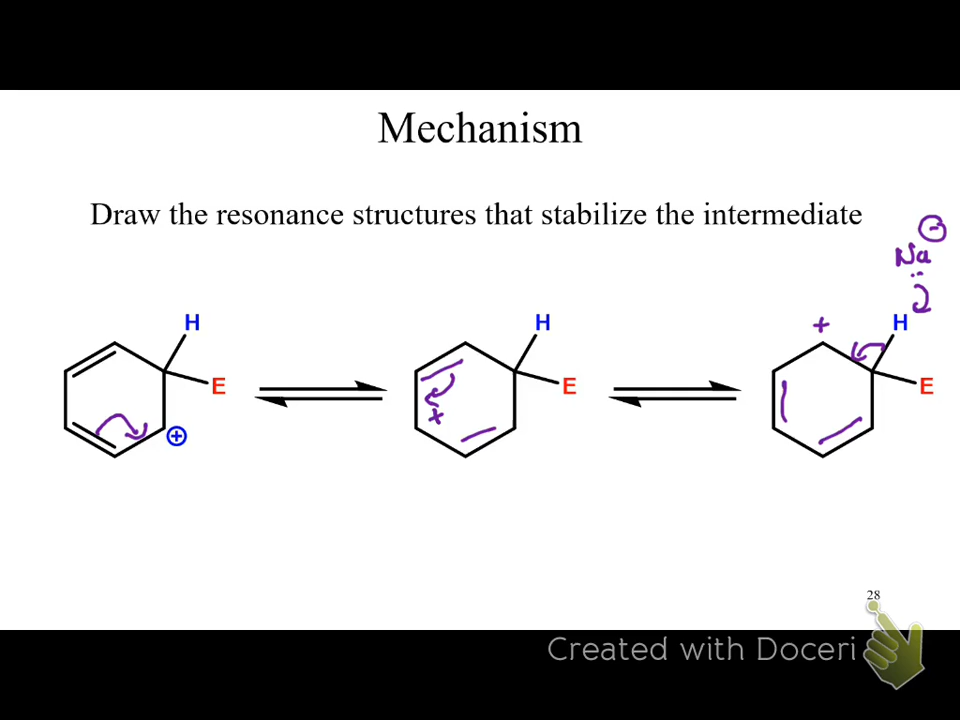 Mechanism
Draw the resonance structures that stabilize the intermediate
Na
−
H
E
⊕
H
E
+
H
E
+
28
Created with Doceri